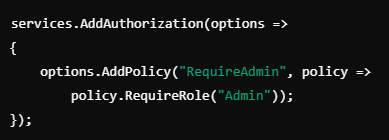 services.AddAuthorization(options =>
{
    options.AddPolicy("RequireAdmin", policy =>
        policy.RequireRole("Admin"));
});